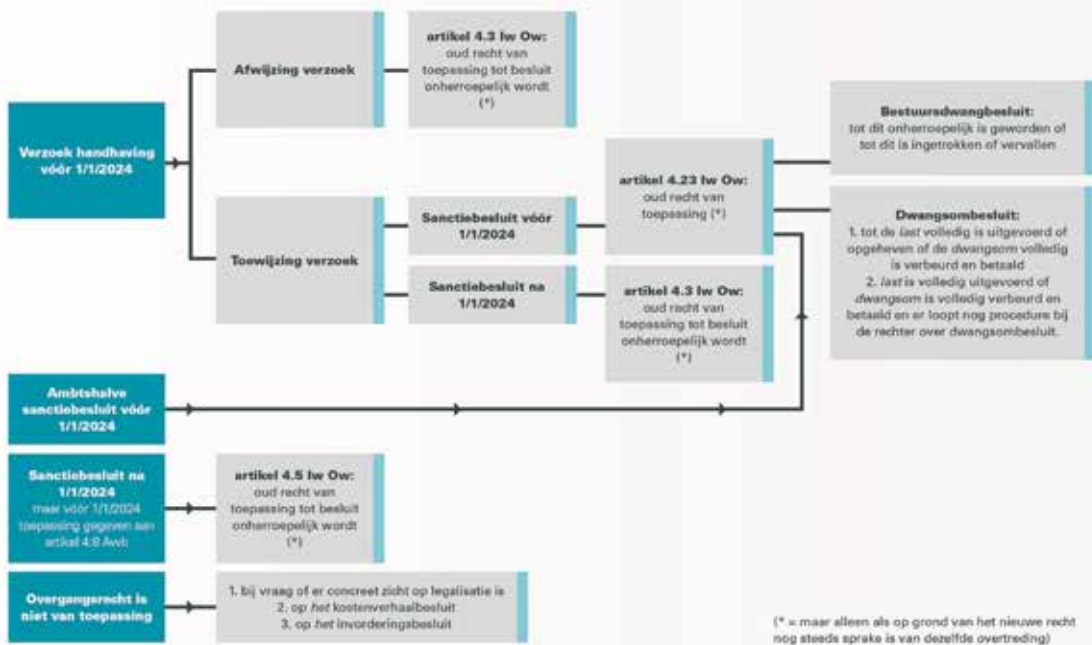 Verzoek handhaving
vóór 1/1/2024
Afwijzing verzoek
artikel 4.3 Iw Ow:
oud recht van
toepassing tot besluit
onherroepelijk wordt
(*)
Toewijzing verzoek
Sanctiebesluit vóór
1/1/2024
Sanctiebesluit na
1/1/2024
artikel 4.23 Iw Ow:
oud recht van
toepassing (*)
artikel 4.3 Iw Ow:
oud recht van
toepassing tot besluit
onherroepelijk wordt
(*)
Bestuursdwangbesluit:
tot dit onherroepelijk is geworden of
tot dit is ingetrokken of vervallen
Dwangsombesluit:
1. tot de last volledig is uitgevoerd of
opgeheven of de dwangsom volledig
is verbeurd en betaald
2. last is volledig uitgevoerd of
dwangsom is volledig verbeurd en
betaald en er loopt nog procedure bij
de rechter over dwangsombesluit.
Ambtshalve
sanctiebesluit vóór
1/1/2024
Sanctiebesluit na
1/1/2024
maar vóór 1/1/2024
toepassing gegeven aan
artikel 4:8 Awb
artikel 4.5 Iw Ow:
oud recht van
toepassing tot besluit
onherroepelijk wordt
(*)
Overgangsrecht is
niet van toepassing
1. bij vraag of er concreet zicht op legalisatie is
2. op het kostenverhaalbesluit
3. op het invorderingsbesluit
(* = maar alleen als op grond van het nieuwe recht
nog steeds sprake is van dezelfde overtreding)